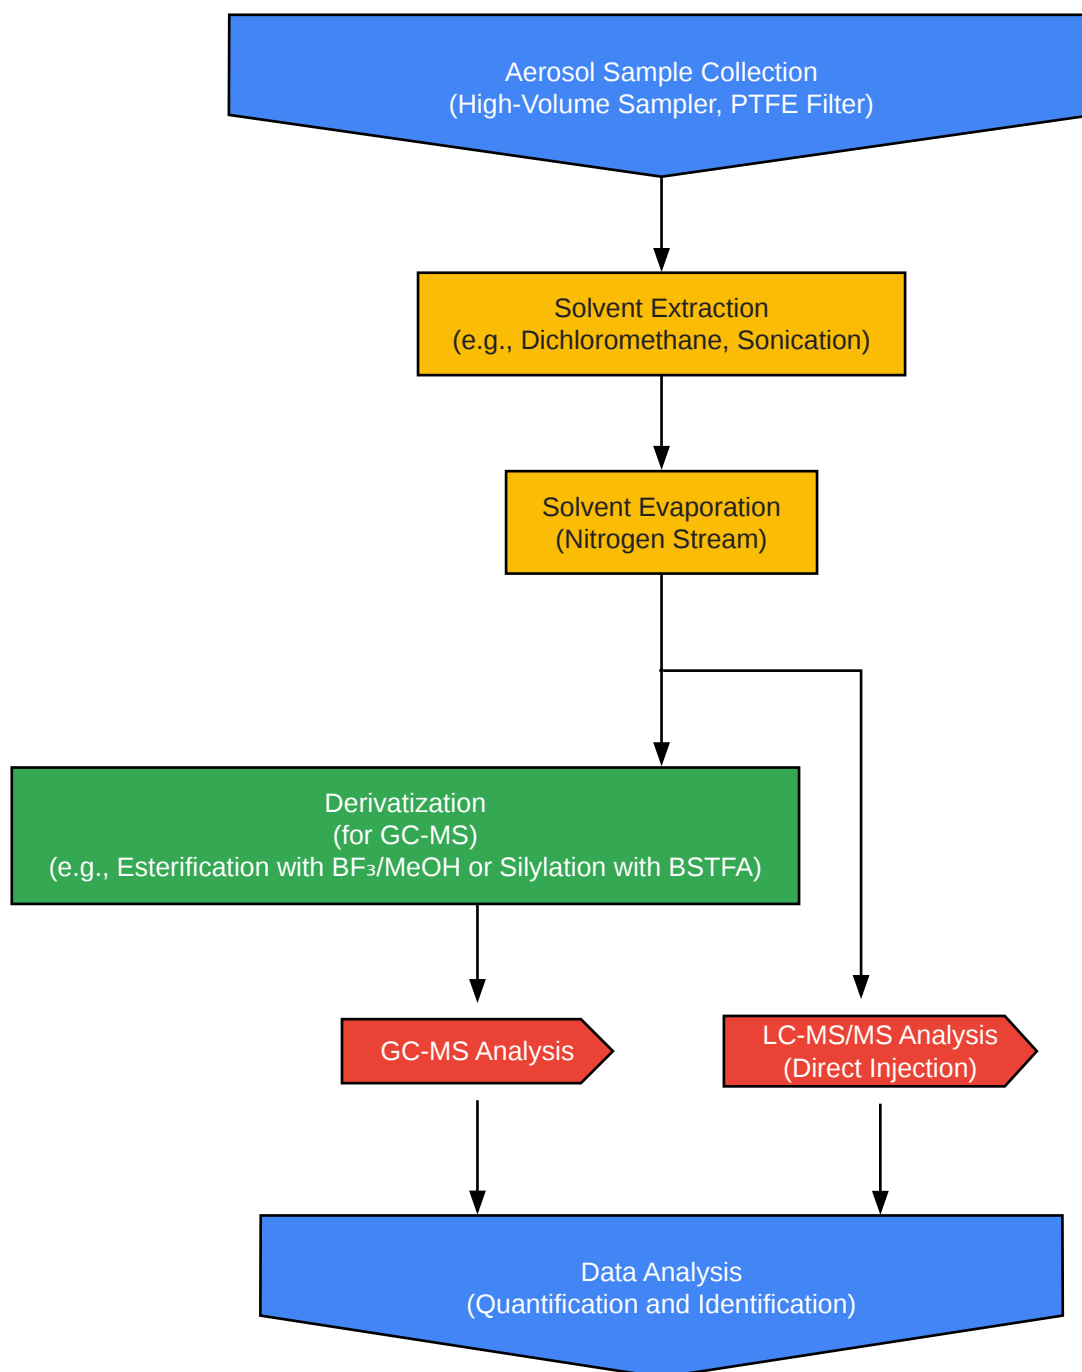 Aerosol Sample Collection
(High-Volume Sampler, PTFE Filter)
Solvent Extraction
(e.g., Dichloromethane, Sonication)
Solvent Evaporation
(Nitrogen Stream)
Derivatization
(for GC-MS)
(e.g., Esterification with BF₃/MeOH or Silylation with BSTFA)
GC-MS Analysis
LC-MS/MS Analysis
(Direct Injection)
Data Analysis
(Quantification and Identification)